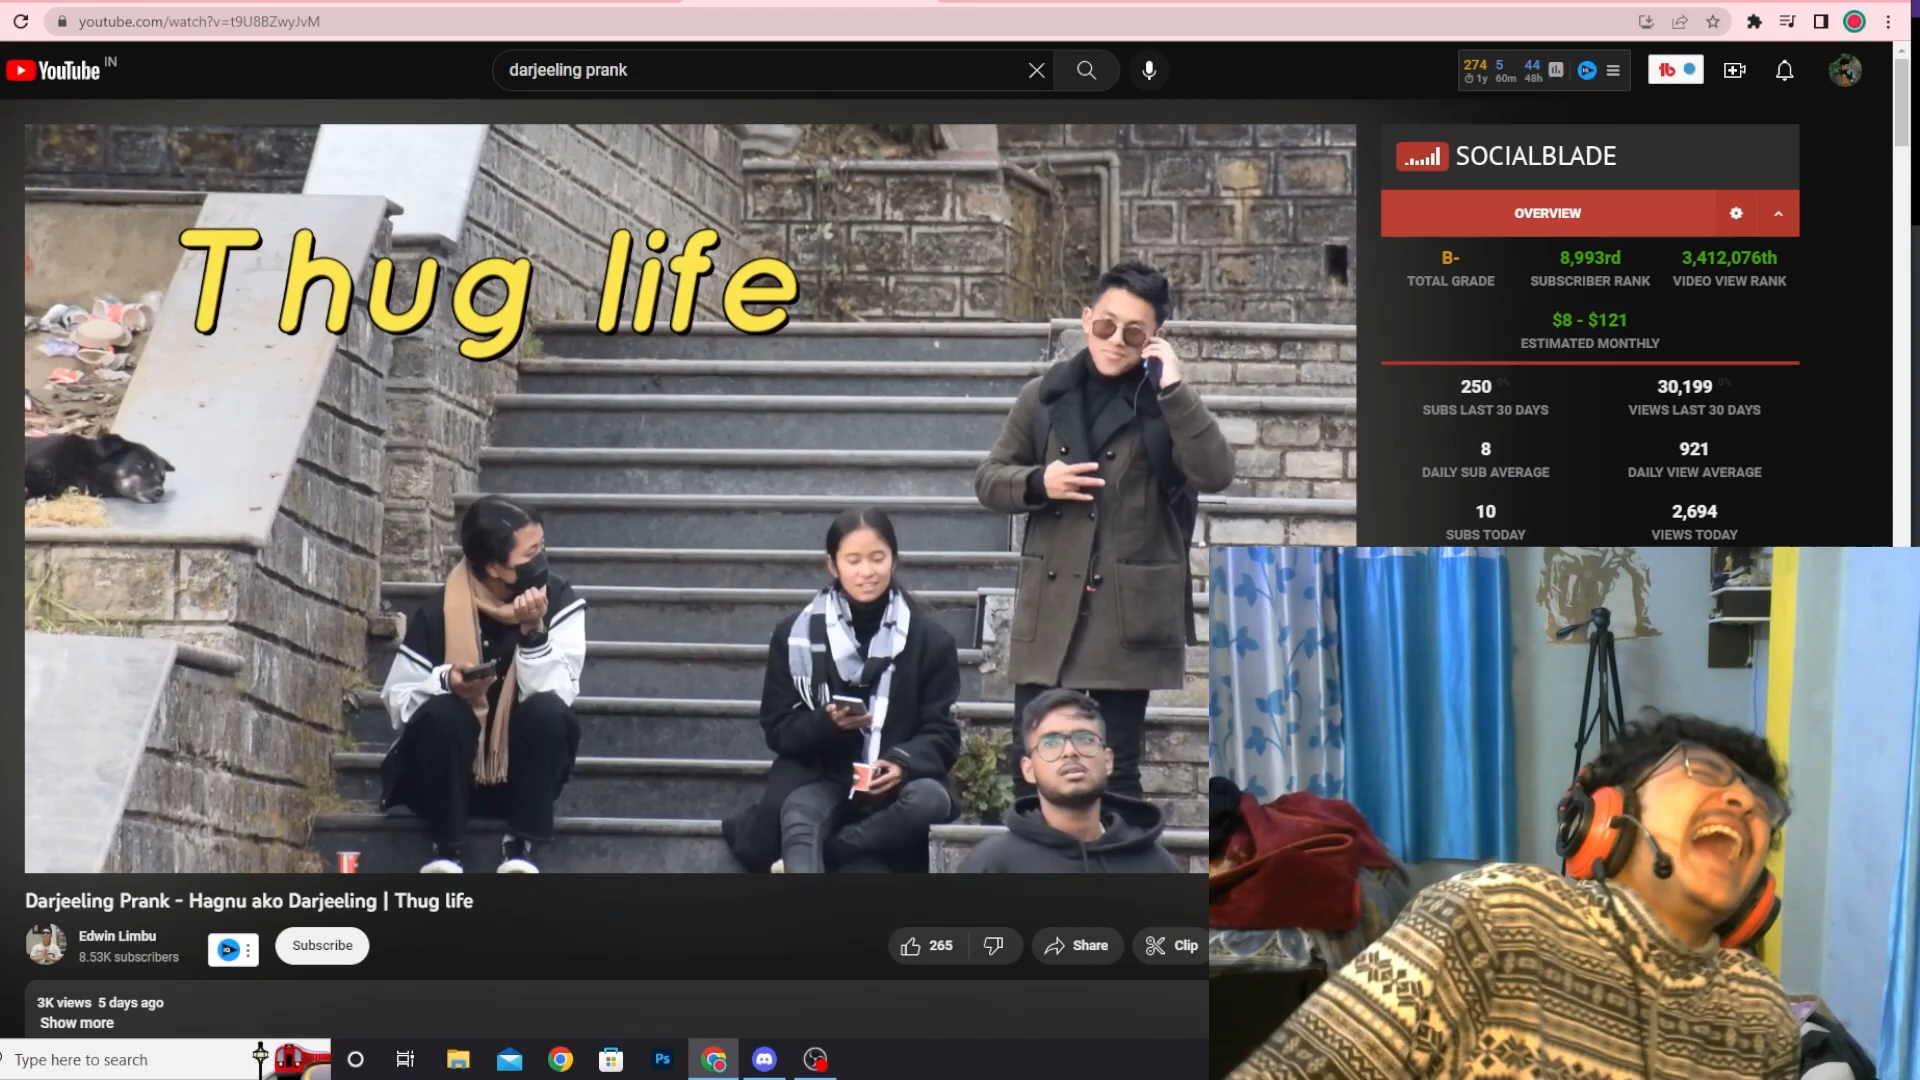 youtube.com/watch?v=t9U8BZwyJvM
YouTube IN
darjeeling prank
274 5 44
1y 60m 48h
tb
Thug life
SOCIALBLADE
OVERVIEW
B- 8,993rd 3,412,076th
TOTAL GRADE SUBSCRIBER RANK VIDEO VIEW RANK
$8 - $121
ESTIMATED MONTHLY
250 0% 30,199 0%
SUBS LAST 30 DAYS VIEWS LAST 30 DAYS
8 921
DAILY SUB AVERAGE DAILY VIEW AVERAGE
10 2,694
SUBS TODAY VIEWS TODAY
Darjeeling Prank - Hagnu ako Darjeeling | Thug life
Edwin Limbu
8.53K subscribers
Subscribe
265
Share
Clip
3K views 5 days ago
Show more
Type here to search
Ps